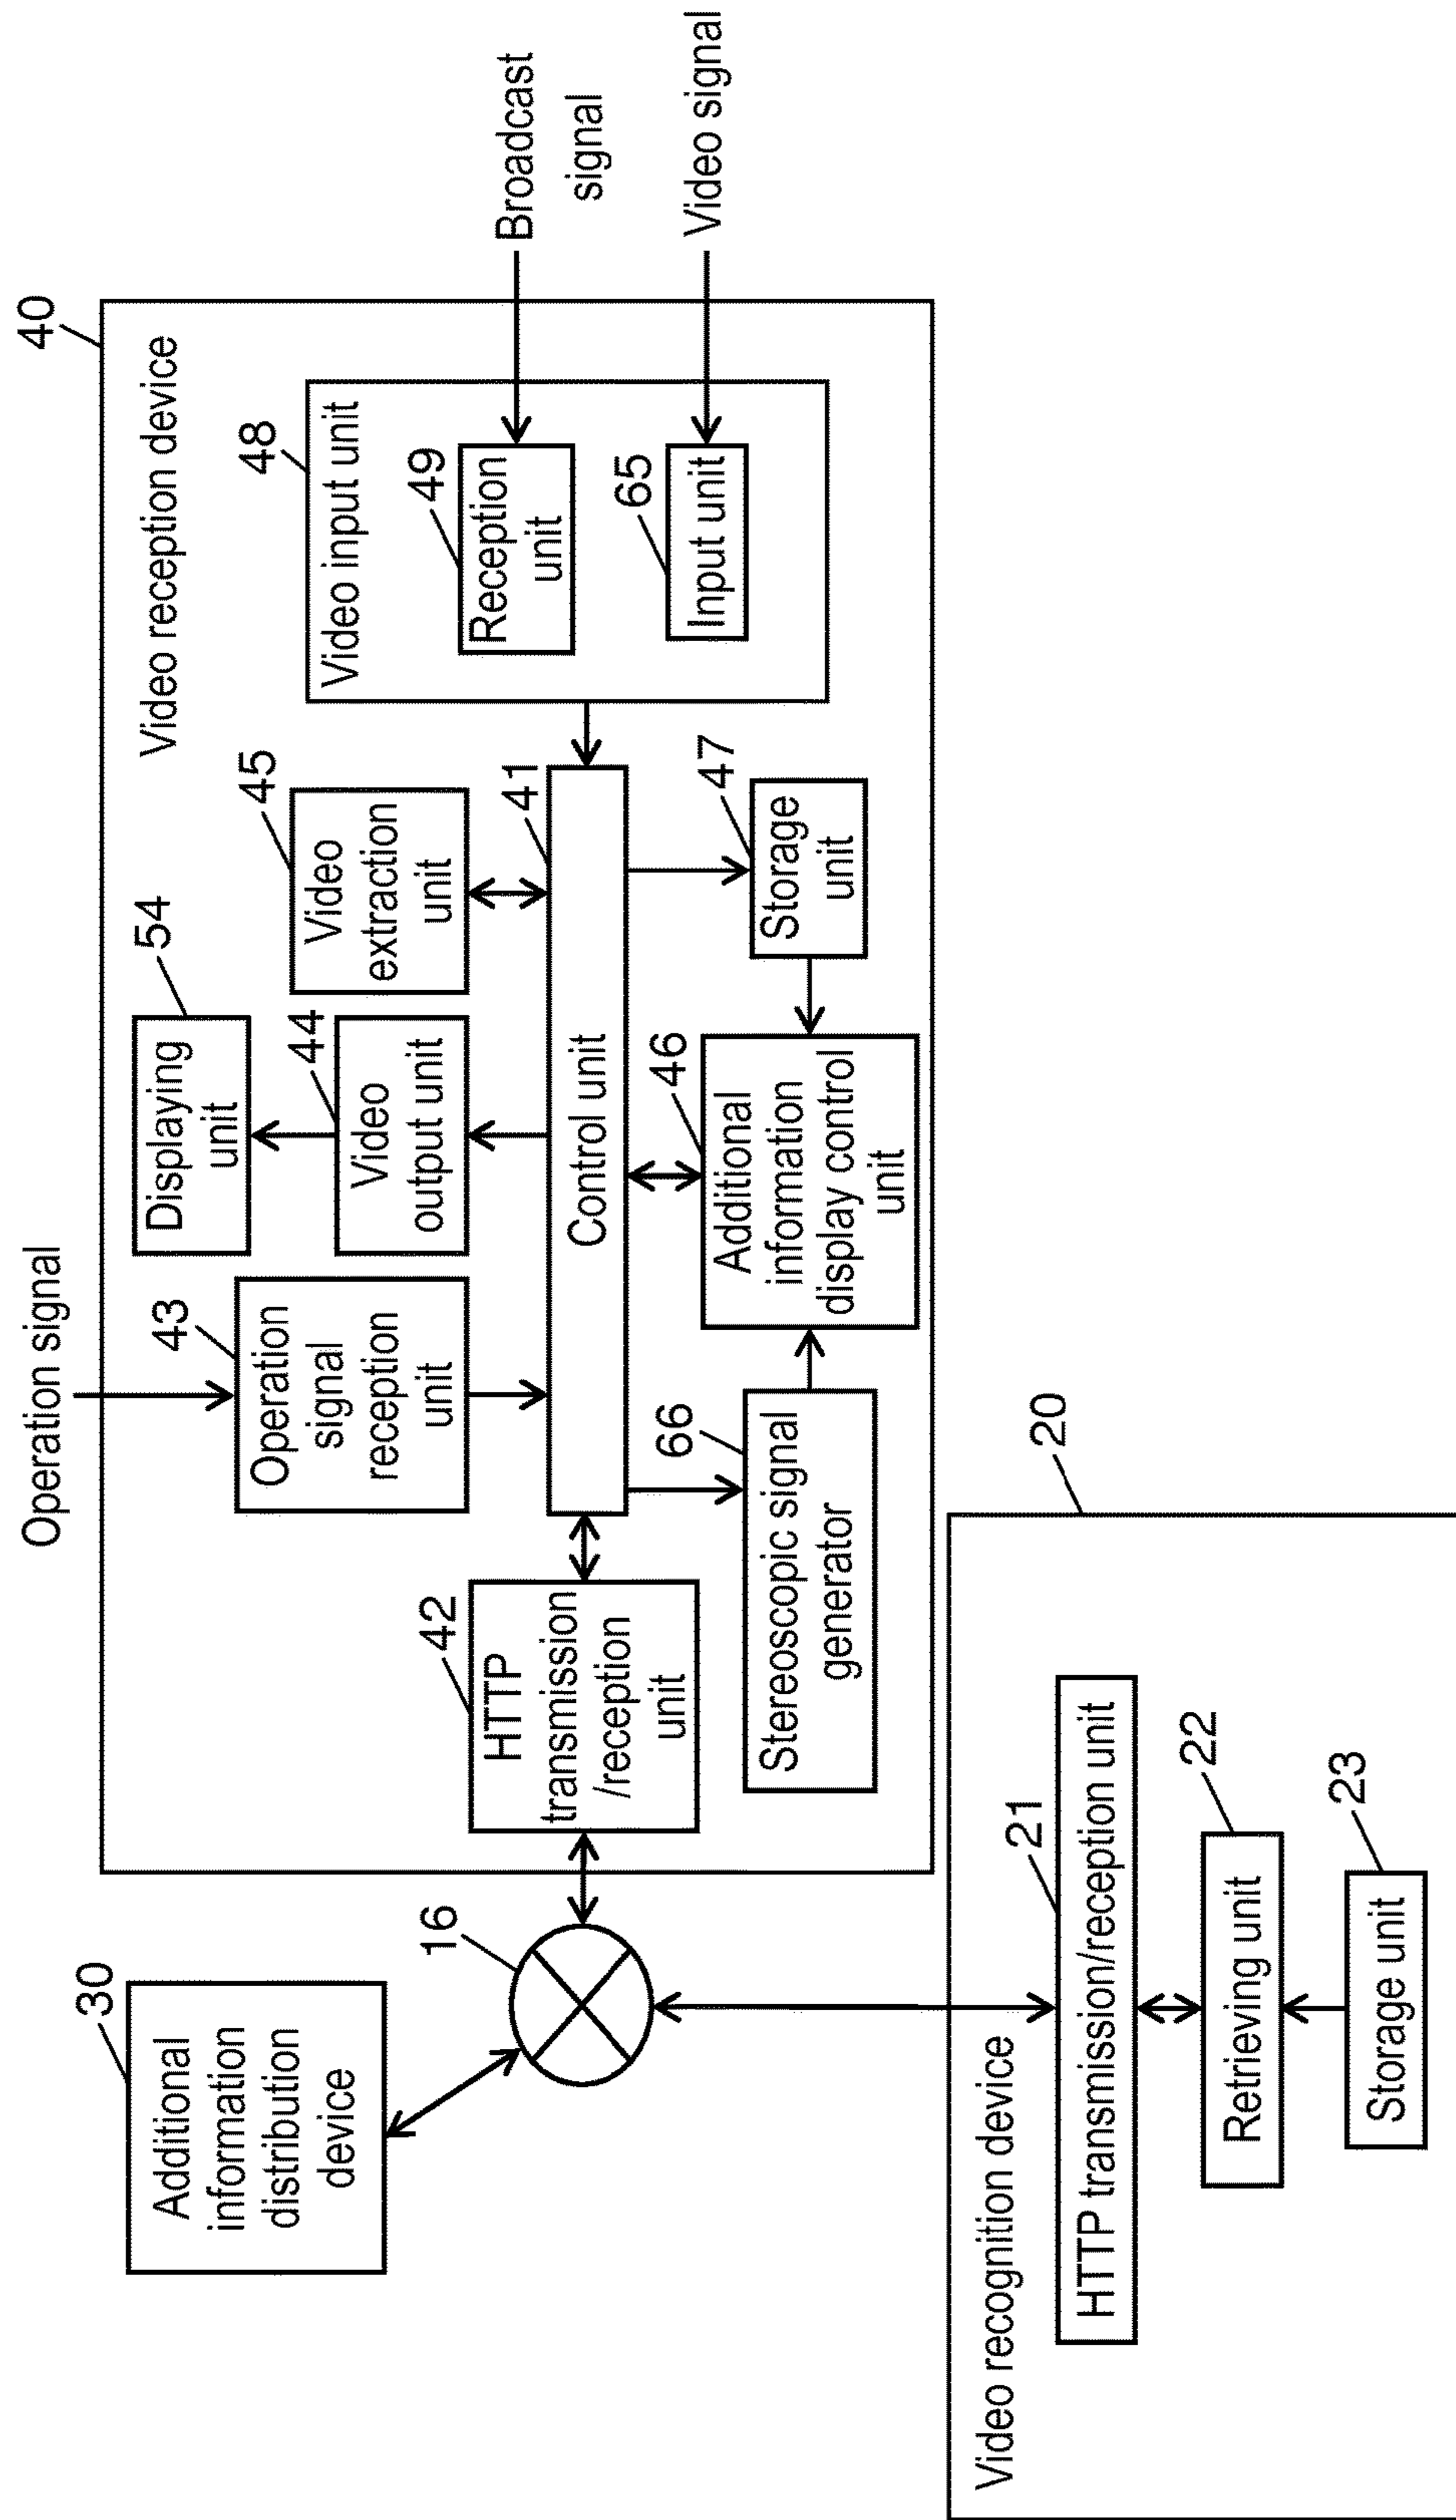 40
Video reception device
Operation signal
43
Operation
signal
reception
unit
54
Displaying
unit
44
Video
output unit
45
Video
extraction
unit
48
Video input unit
49
Reception
unit
65
Input unit
Broadcast
signal
Video signal
41
Control unit
42
HTTP
transmission
/reception
unit
66
Stereoscopic signal
generator
46
Additional
information
display control
unit
47
Storage
unit
30
Additional
information
distribution
device
16
20
Video recognition device
21
HTTP transmission/reception unit
22
Retrieving unit
23
Storage unit